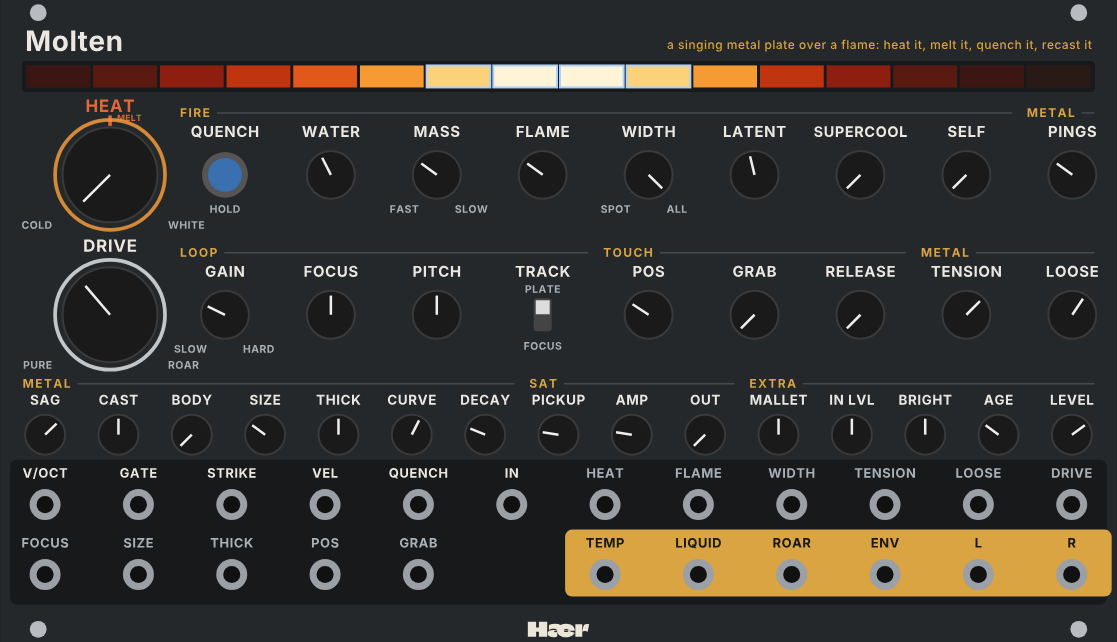 Molten
a singing metal plate over a flame: heat it, melt it, quench it, recast it
HEAT
MELT
COLD
WHITE
FIRE
METAL
QUENCH
WATER
MASS
FLAME
WIDTH
LATENT
SUPERCOOL
SELF
PINGS
HOLD
FAST
SLOW
SPOT
ALL
DRIVE
PURE
ROAR
LOOP
TOUCH
METAL
GAIN
FOCUS
PITCH
TRACK
POS
GRAB
RELEASE
TENSION
LOOSE
PLATE
FOCUS
SLOW
HARD
METAL
SAT
EXTRA
SAG
CAST
BODY
SIZE
THICK
CURVE
DECAY
PICKUP
AMP
OUT
MALLET
IN LVL
BRIGHT
AGE
LEVEL
V/OCT
GATE
STRIKE
VEL
QUENCH
IN
HEAT
FLAME
WIDTH
TENSION
LOOSE
DRIVE
FOCUS
SIZE
THICK
POS
GRAB
TEMP
LIQUID
ROAR
ENV
L
R
Hær